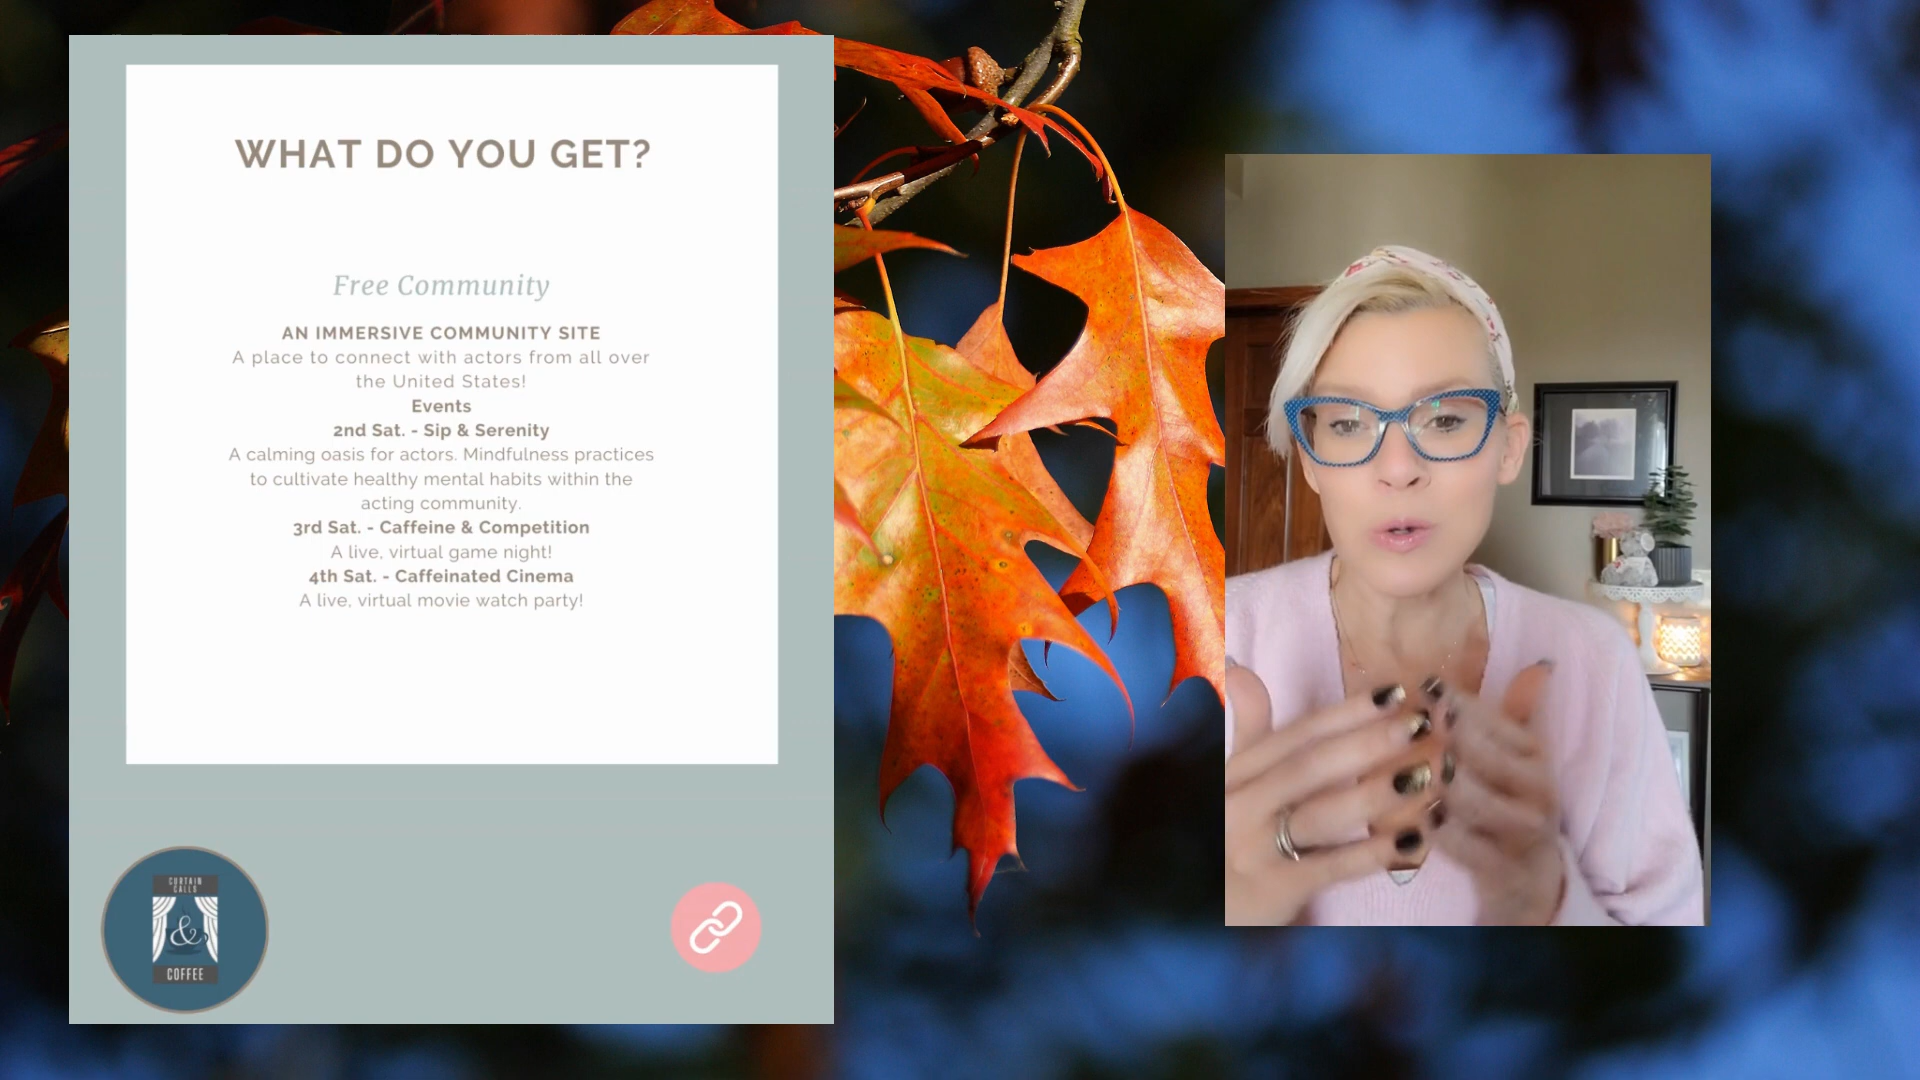 WHAT DO YOU GET?
Free Community
AN IMMERSIVE COMMUNITY SITE
A place to connect with actors from all over
the United States!
Events
2nd Sat. - Sip & Serenity
A calming oasis for actors. Mindfulness practices
to cultivate healthy mental habits within the
acting community.
3rd Sat. - Caffeine & Competition
A live, virtual game night!
4th Sat. - Caffeinated Cinema
A live, virtual movie watch party!
CURTAIN
CALLS
&
COFFEE